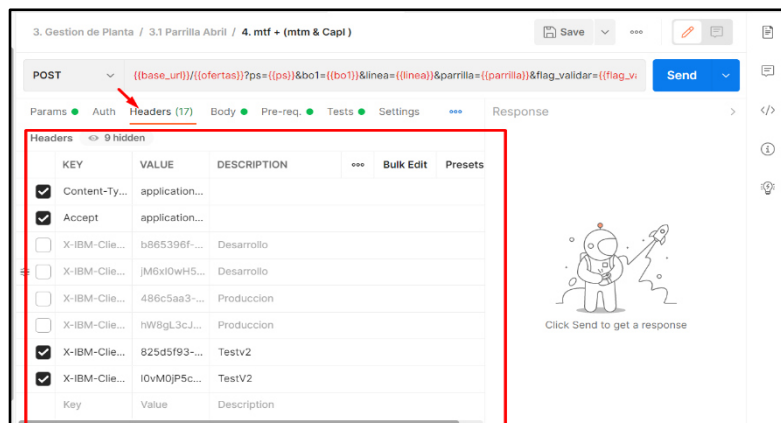 3. Gestion de Planta / 3.1 Parrilla Abril / 4. mtf + (mtm & Capl )
Save
POST
{{base_url}}/{{ofertas}}?ps={{ps}}&bo1={{bo1}}&linea={{linea}}&parrilla={{parrilla}}&flag_validar={{flag_v
Send
Params Auth Headers (17) Body Pre-req. Tests Settings
Response
Headers 9 hidden
KEY VALUE DESCRIPTION Bulk Edit Presets
Content-Ty... application...
Accept application...
X-IBM-Clie... b865396f-... Desarrollo
X-IBM-Clie... jM6xI0wH5... Desarrollo
X-IBM-Clie... 486c5aa3-... Produccion
X-IBM-Clie... hW8gL3cJ... Produccion
X-IBM-Clie... 825d5f93-... Testv2
X-IBM-Clie... I0vM0jP5c... TestV2
Key Value Description
Click Send to get a response